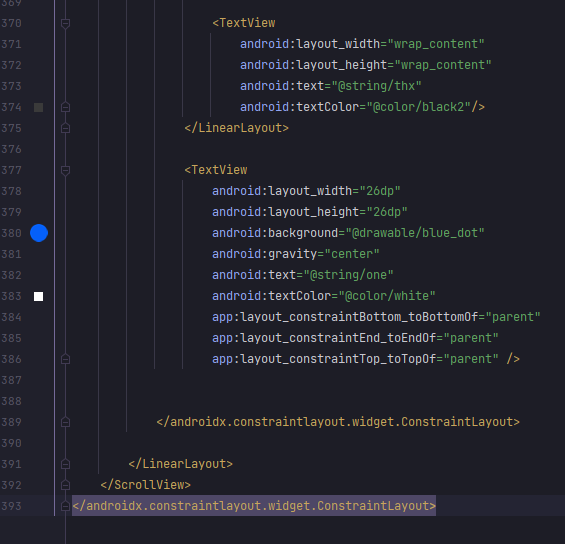 369
370 <TextView
371 android:layout_width="wrap_content"
372 android:layout_height="wrap_content"
373 android:text="@string/thx"
374 android:textColor="@color/black2"/>
375 </LinearLayout>
376
377 <TextView
378 android:layout_width="26dp"
379 android:layout_height="26dp"
380 android:background="@drawable/blue_dot"
381 android:gravity="center"
382 android:text="@string/one"
383 android:textColor="@color/white"
384 app:layout_constraintBottom_toBottomOf="parent"
385 app:layout_constraintEnd_toEndOf="parent"
386 app:layout_constraintTop_toTopOf="parent" />
387
388
389 </androidx.constraintlayout.widget.ConstraintLayout>
390
391 </LinearLayout>
392 </ScrollView>
393 </androidx.constraintlayout.widget.ConstraintLayout>